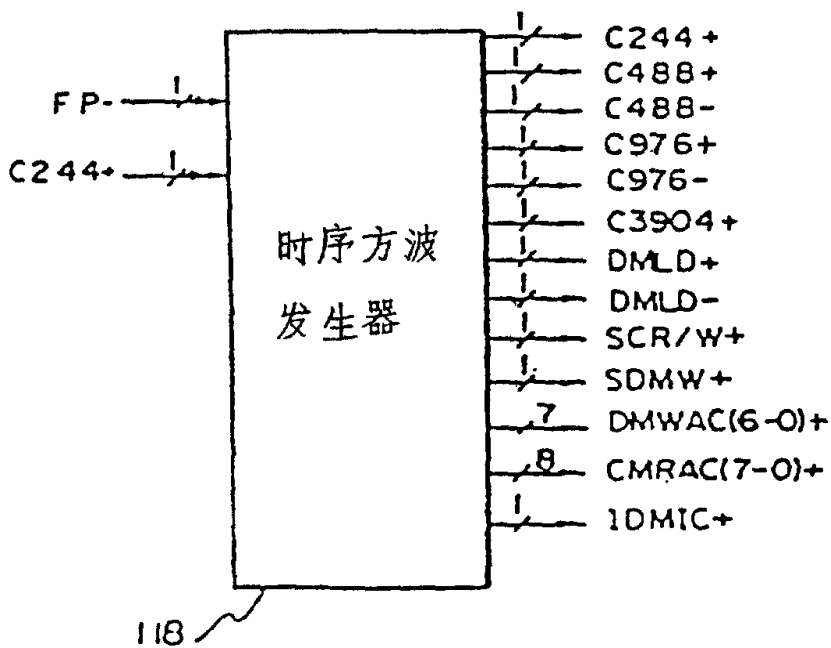 FP-
1
C244+
1
时序方波
发生器
1
C244+
1
C488+
1
C488-
1
C976+
1
C976-
1
C3904+
1
DMLD+
1
DMLD-
1
SCR/W+
1
SDMW+
7
DMWAC(6-0)+
8
CMRAC(7-0)+
1
1DMIC+
118